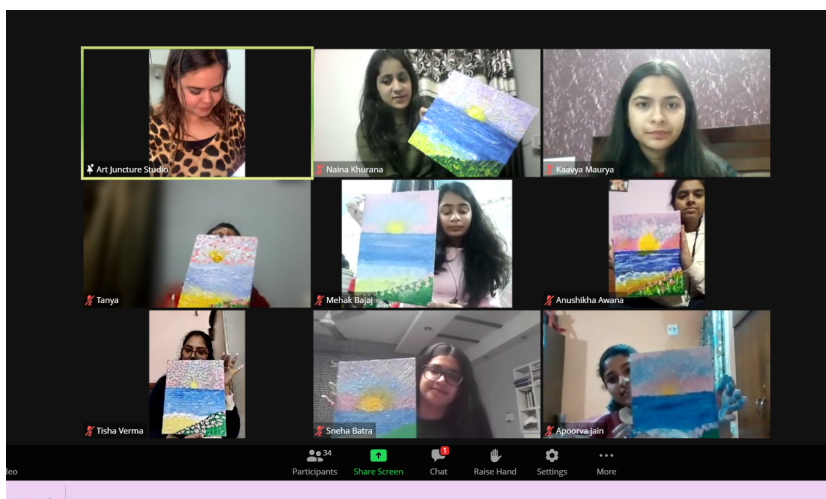 Art Juncture Studio
Naina Khurana
Kaavya Maurya
Tanya
Mehak Bajaj
Anushikha Awana
Tisha Verma
Sneha Batra
Apoorva jain
leo
34
1
Participants
Share Screen
Chat
Raise Hand
Settings
More